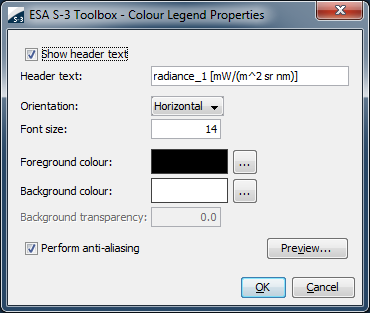 S-3 ESA S-3 Toolbox - Colour Legend Properties
Show header text
Header text: radiance_1 [mW/(m^2 sr nm)]
Orientation: Horizontal
Font size: 14
Foreground colour: ...
Background colour: ...
Background transparency: 0.0
Perform anti-aliasing Preview...
OK Cancel